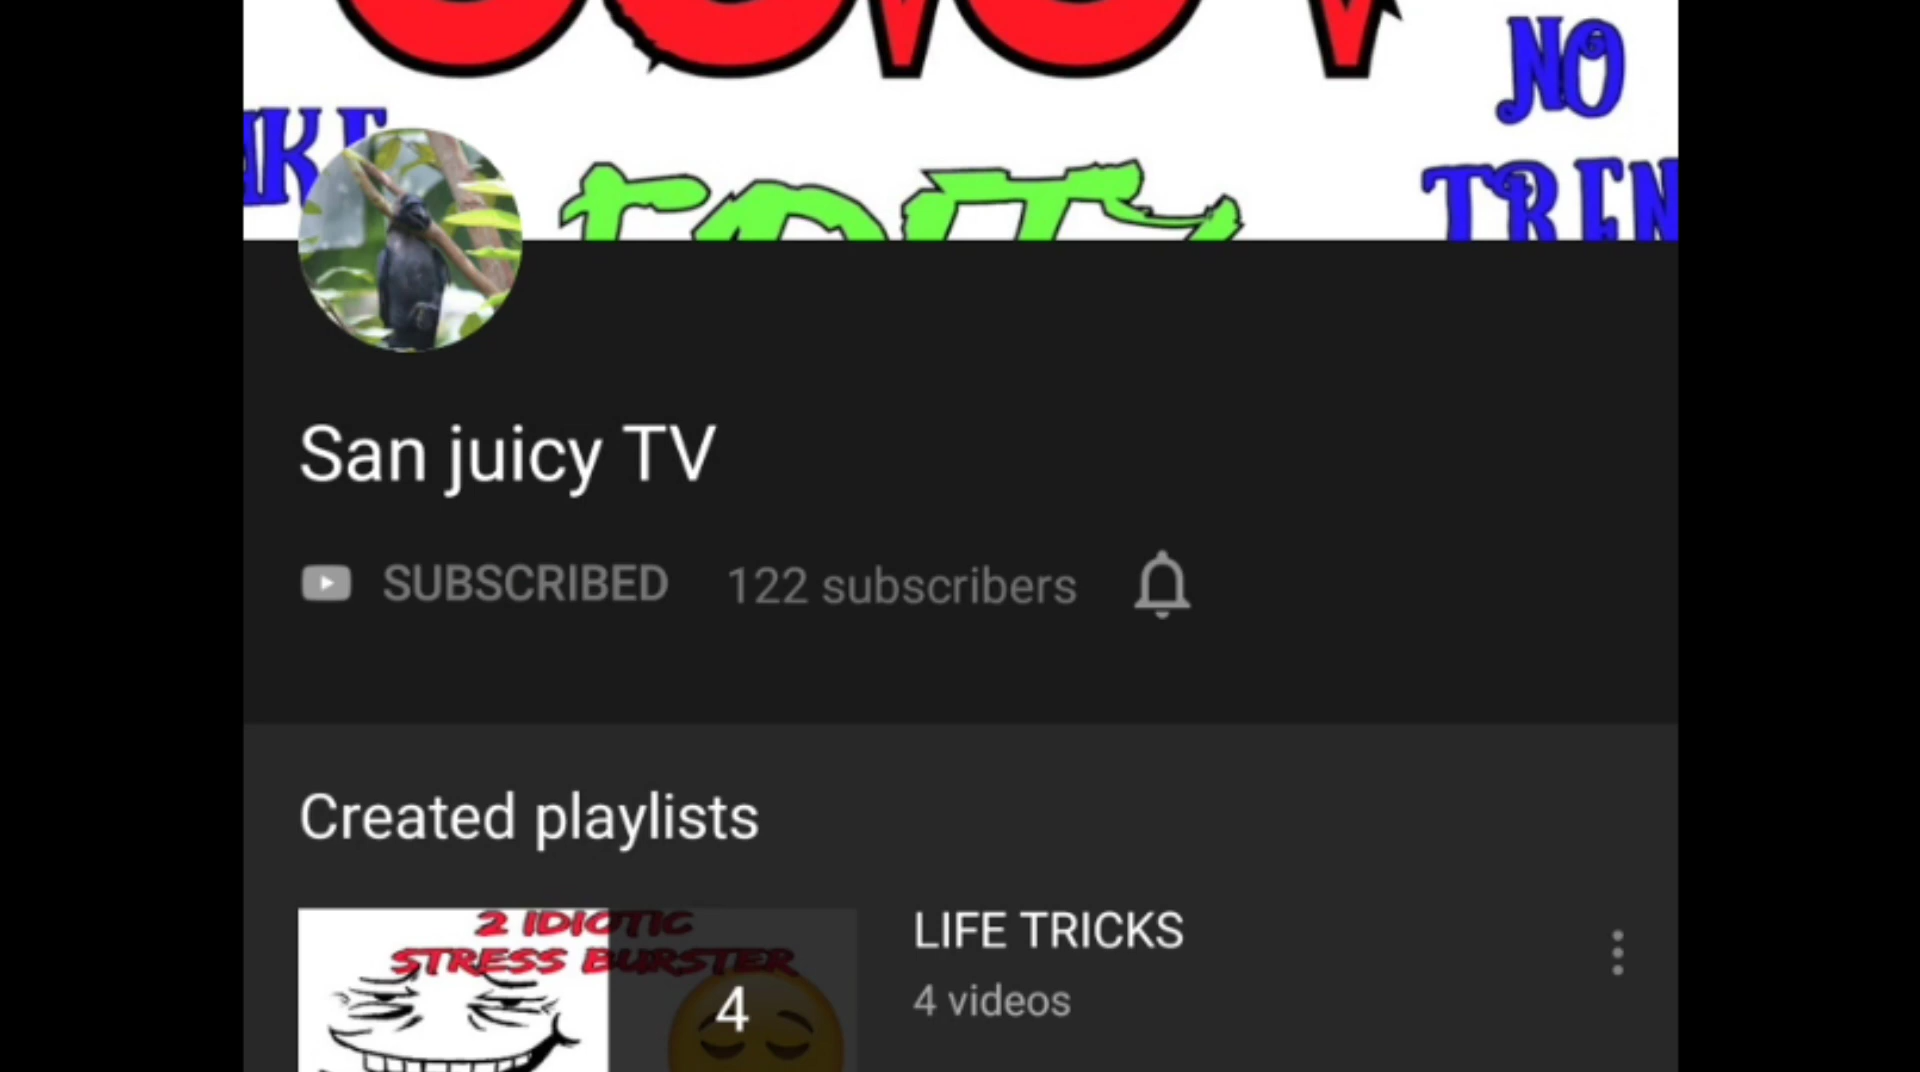 NO
San juicy TV
SUBSCRIBED 122 subscribers
Created playlists
2 IDIOTIC
STRESS BURSTER
4
LIFE TRICKS
4 videos